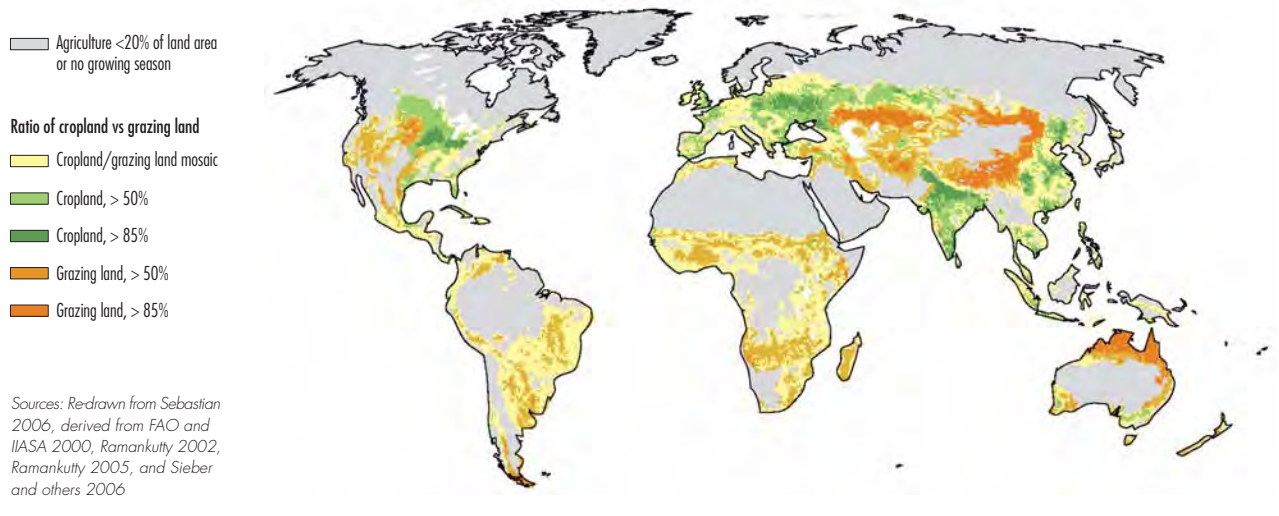 Agriculture <20% of land area
or no growing season
Ratio of cropland vs grazing land
Cropland/grazing land mosaic
Cropland, > 50%
Cropland, > 85%
Grazing land, > 50%
Grazing land, > 85%
Sources: Re-drawn from Sebastian
2006, derived from FAO and
IIASA 2000, Ramankutty 2002,
Ramankutty 2005, and Sieber
and others 2006